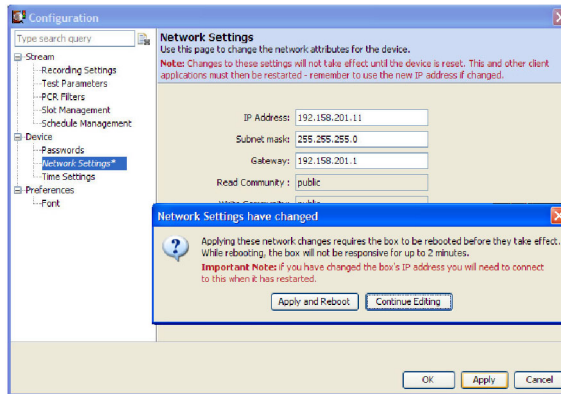 Configuration
Type search query
Stream
Recording Settings
Test Parameters
PCR Filters
Slot Management
Schedule Management
Device
Passwords
Network Settings*
Time Settings
Preferences
Font
Network Settings
Use this page to change the network attributes for the device.
Note: Changes to these settings will not take effect until the device is reset. This and other client
applications must then be restarted - remember to use the new IP address if changed.
IP Address: 192.158.201.11
Subnet mask: 255.255.255.0
Gateway: 192.158.201.1
Read Community : public
Network Settings have changed
Applying these network changes requires the box to be rebooted before they take effect.
While rebooting, the box will not be responsive for up to 2 minutes.
Important Note: if you have changed the box's IP address you will need to connect
to this when it has restarted.
Apply and Reboot
Continue Editing
OK
Apply
Cancel